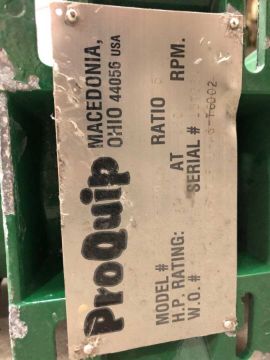 ProQuip
MACEDONIA,
OHIO 44056 USA
MODEL #
RATIO
H.P. RATING:
AT
RPM.
W.O. #
SERIAL #